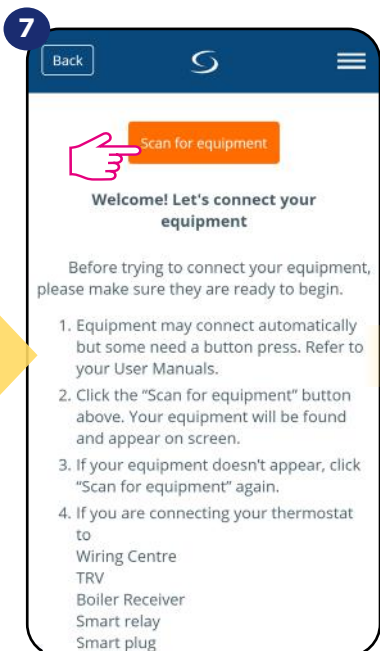 7
Back
Scan for equipment
Welcome! Let's connect your
equipment
Before trying to connect your equipment,
please make sure they are ready to begin.
1. Equipment may connect automatically
but some need a button press. Refer to
your User Manuals.
2. Click the “Scan for equipment” button
above. Your equipment will be found
and appear on screen.
3. If your equipment doesn't appear, click
“Scan for equipment” again.
4. If you are connecting your thermostat
to
Wiring Centre
TRV
Boiler Receiver
Smart relay
Smart plug